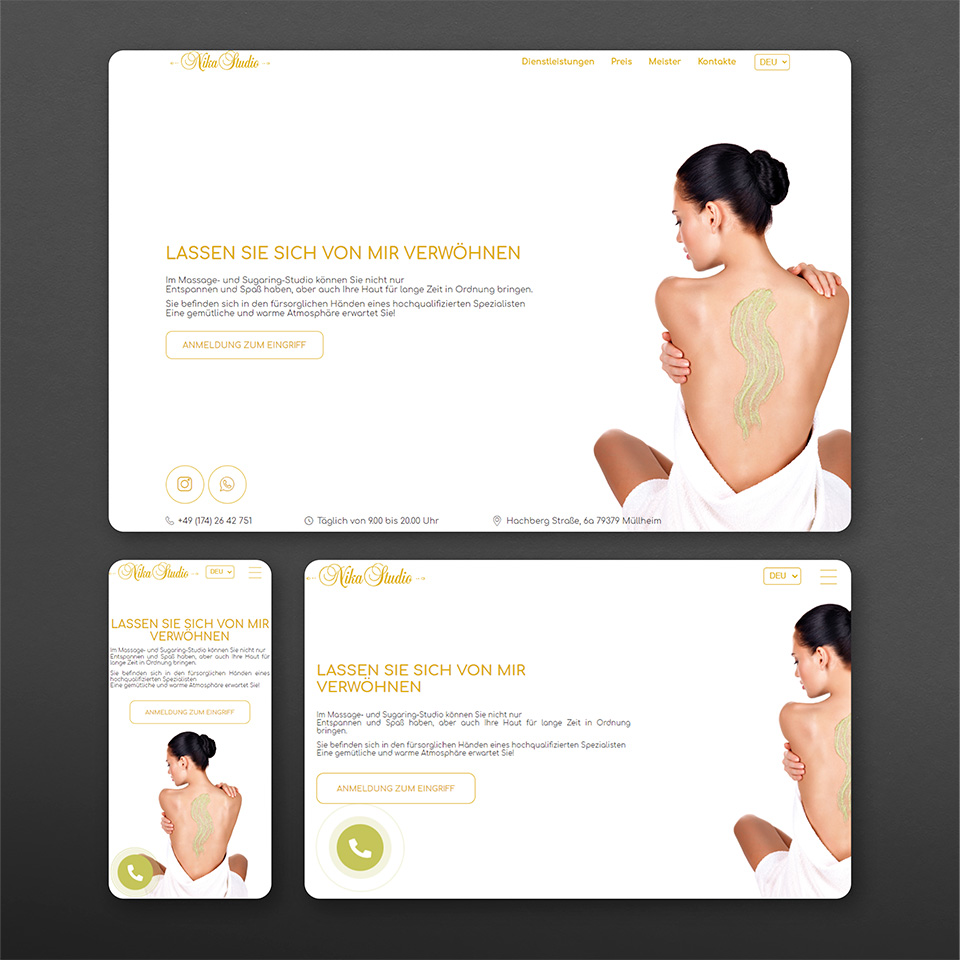 Nika Studio
Dienstleistungen Preis Meister Kontakte DEU
LASSEN SIE SICH VON MIR VERWÖHNEN
Im Massage- und Sugaring-Studio können Sie nicht nur
Entspannen und Spaß haben, aber auch Ihre Haut für lange Zeit in Ordnung bringen.
Sie befinden sich in den fürsorglichen Händen eines hochqualifizierten Spezialisten
Eine gemütliche und warme Atmosphäre erwartet Sie!
ANMELDUNG ZUM EINGRIFF
+49 (174) 26 42 751
Täglich von 9.00 bis 20.00 Uhr
Hachberg Straße, 6a 79379 Müllheim
Nika Studio DEU
LASSEN SIE SICH VON MIR
VERWÖHNEN
Im Massage- und Sugaring-Studio können Sie nicht nur
Entspannen und Spaß haben, aber auch Ihre Haut für
lange Zeit in Ordnung bringen.
Sie befinden sich in den fürsorglichen Händen eines
hochqualifizierten Spezialisten
Eine gemütliche und warme Atmosphäre erwartet Sie!
ANMELDUNG ZUM EINGRIFF
Nika Studio DEU
LASSEN SIE SICH VON MIR
VERWÖHNEN
Im Massage- und Sugaring-Studio können Sie nicht nur
Entspannen und Spaß haben, aber auch Ihre Haut für lange Zeit in Ordnung
bringen.
Sie befinden sich in den fürsorglichen Händen eines hochqualifizierten Spezialisten
Eine gemütliche und warme Atmosphäre erwartet Sie!
ANMELDUNG ZUM EINGRIFF